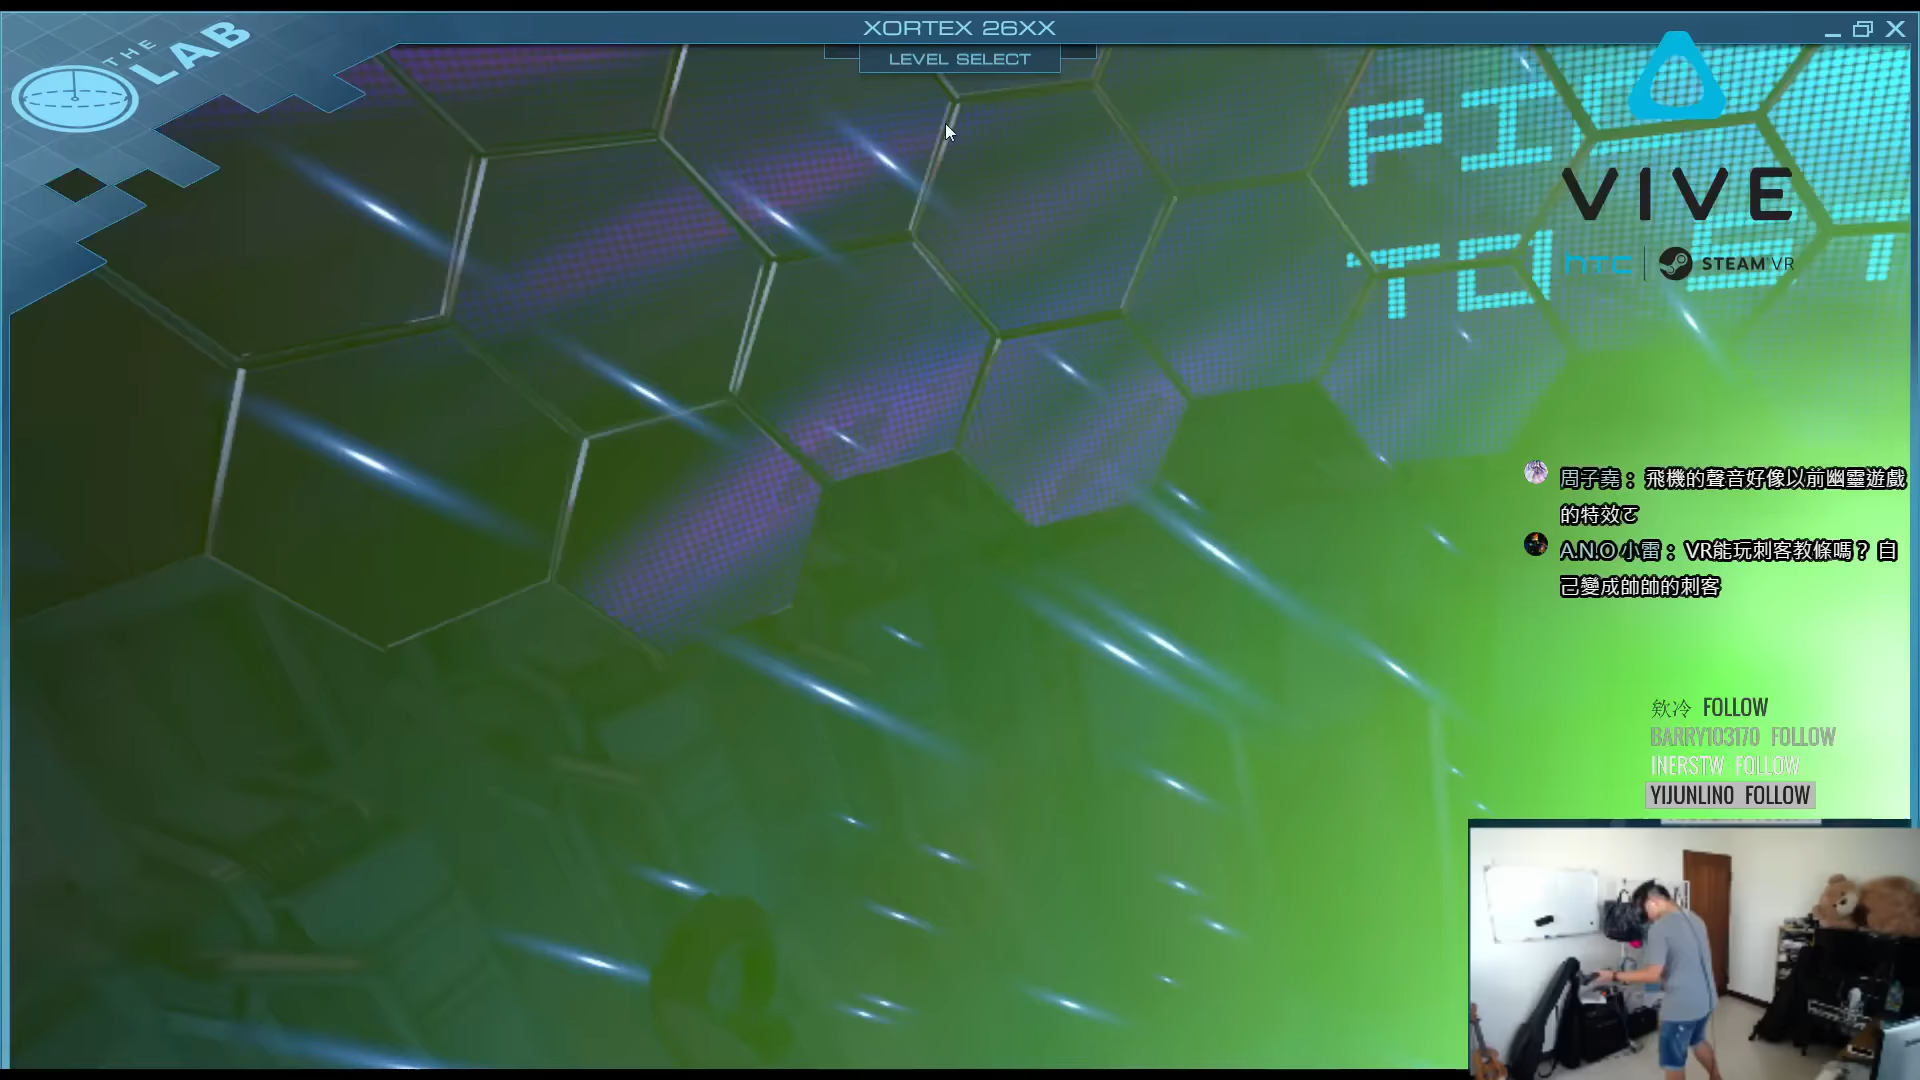 XORTEX 26XX
LEVEL SELECT
THE
LAB
VIVE
htc STEAM VR
周子堯：飛機的聲音好像以前幽靈遊戲
的特效ㄛ
A.N.O 小雷：VR能玩刺客教條嗎？自
己變成帥帥的刺客
欸冷 FOLLOW
BARRY103170 FOLLOW
INERSTW FOLLOW
YIJUNLIN0 FOLLOW